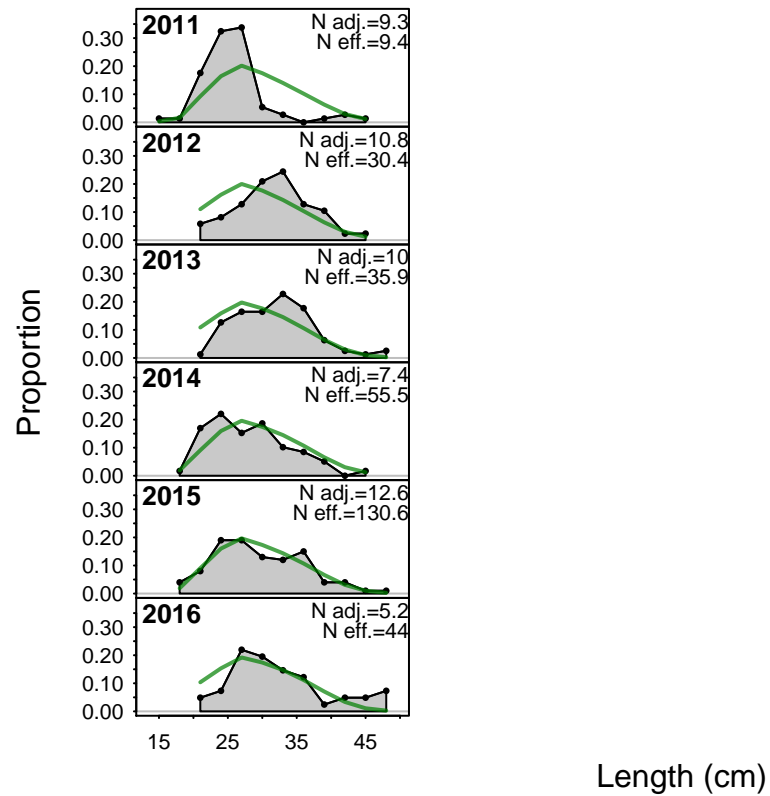 2011
N adj.=9.3
N eff.=9.4
0.30
0.20
0.10
0.00
2012
N adj.=10.8
N eff.=30.4
0.30
0.20
0.10
0.00
2013
N adj.=10
N eff.=35.9
0.30
0.20
0.10
0.00
2014
N adj.=7.4
N eff.=55.5
0.30
0.20
0.10
0.00
2015
N adj.=12.6
N eff.=130.6
0.30
0.20
0.10
0.00
2016
N adj.=5.2
N eff.=44
0.30
0.20
0.10
0.00
Proportion
15 25 35 45
Length (cm)